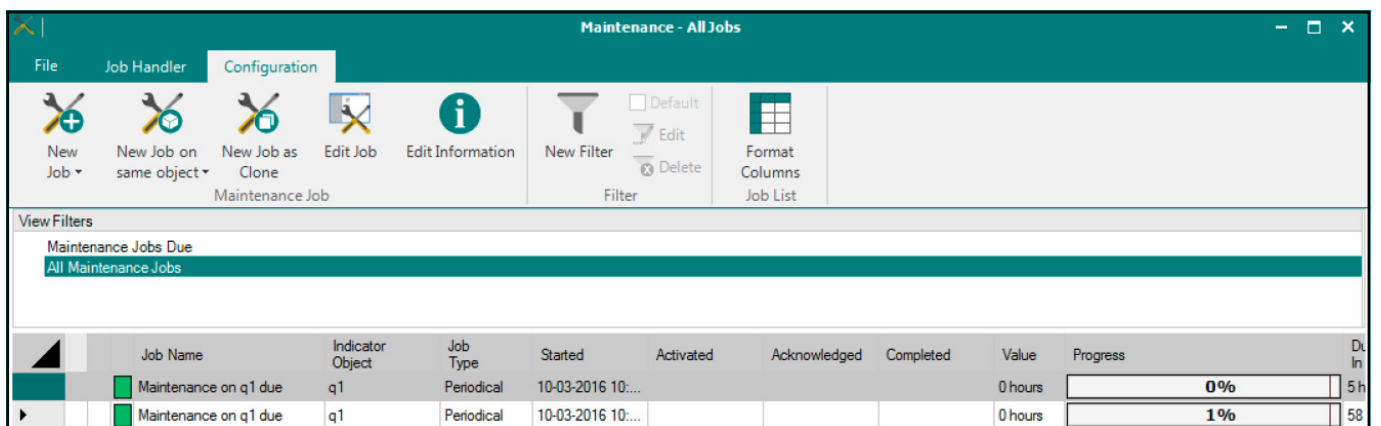 Maintenance - All Jobs
File Job Handler Configuration
New Job
New Job on same object
New Job as Clone
Edit Job
Edit Information
Maintenance Job
New Filter
Default
Edit
Delete
Filter
Format Columns
Job List
View Filters
Maintenance Jobs Due
All Maintenance Jobs
Job Name Indicator Object Job Type Started Activated Acknowledged Completed Value Progress Du In
Maintenance on q1 due q1 Periodical 10-03-2016 10:... 0 hours 0% 5 h
Maintenance on q1 due q1 Periodical 10-03-2016 10:... 0 hours 1% 58